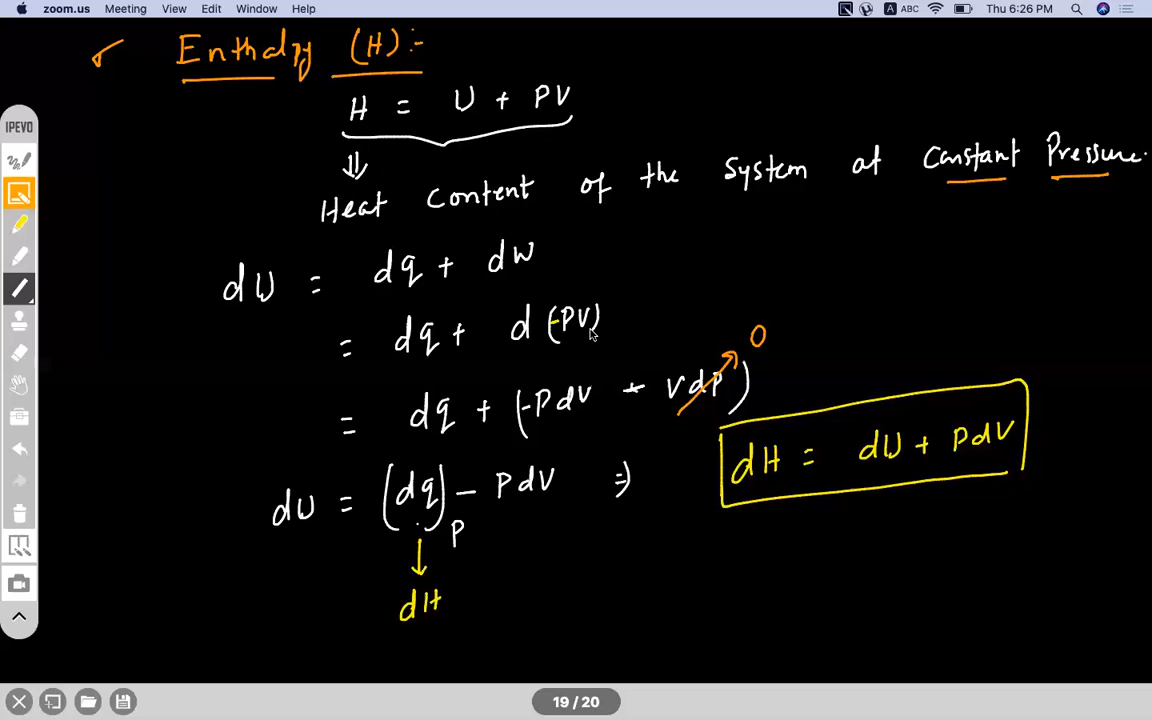 zoom.us Meeting View Edit Window Help ABC Thu 6:26 PM
Enthalpy (H) :-
H = U + PV
⇓
Heat Content of the System at Constant Pressure.
IPEVO
dU = dq + dW
= dq + d(-PV)
= dq + (-PdV - VdP) 0
dU = (dq)P - PdV ⇒
dH = dU + PdV
↓
dH
19 / 20